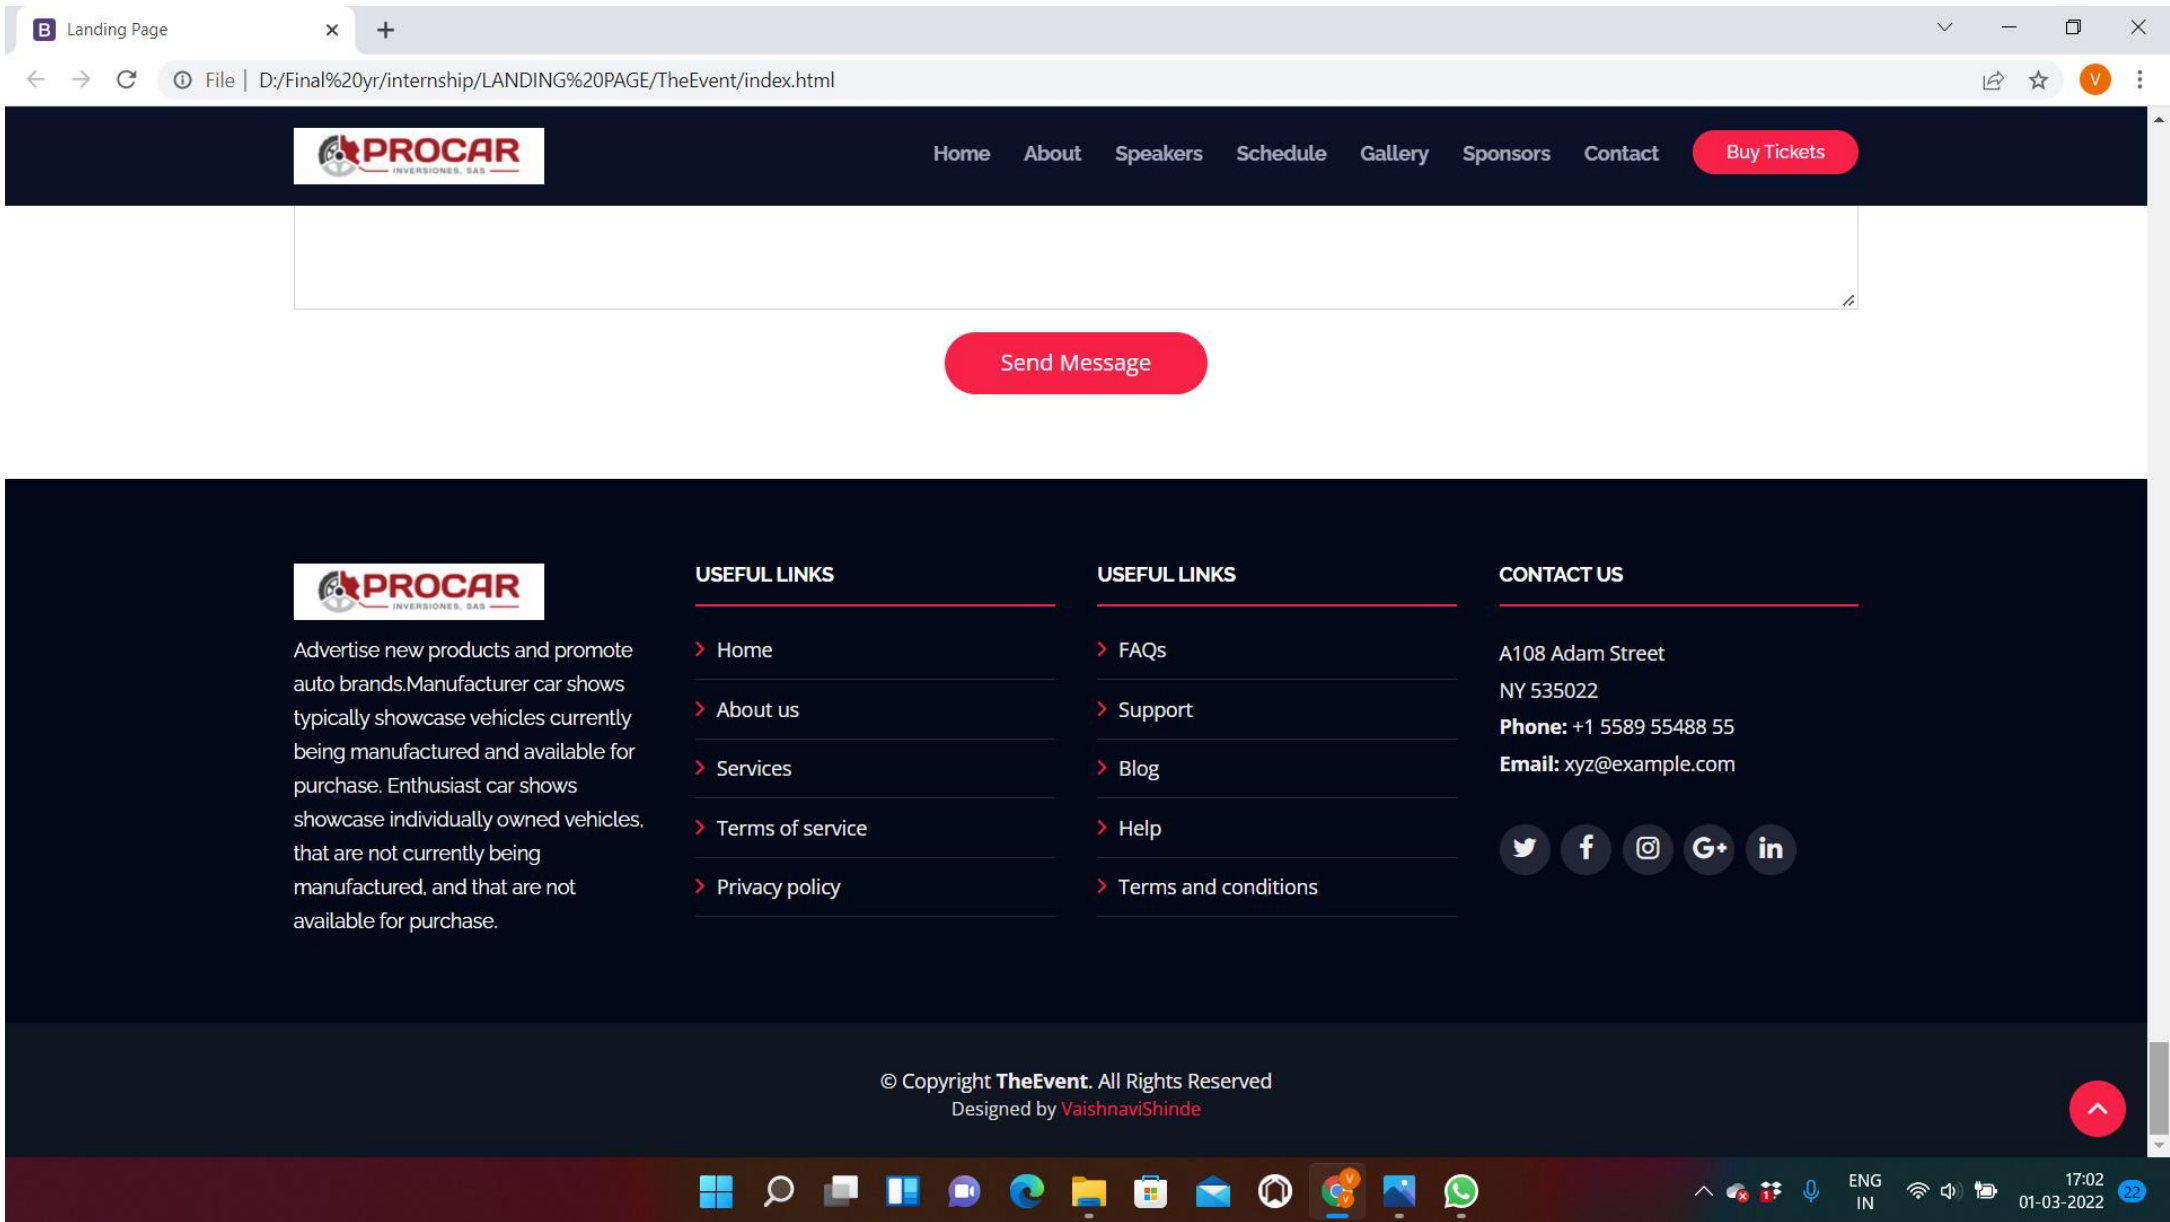 B Landing Page
File | D:/Final%20yr/internship/LANDING%20PAGE/TheEvent/index.html
V
PROCAR
INVERSIONES, SAS
Home About Speakers Schedule Gallery Sponsors Contact Buy Tickets
Send Message
PROCAR
INVERSIONES, SAS
Advertise new products and promote
auto brands.Manufacturer car shows
typically showcase vehicles currently
being manufactured and available for
purchase. Enthusiast car shows
showcase individually owned vehicles,
that are not currently being
manufactured, and that are not
available for purchase.
USEFUL LINKS
Home
About us
Services
Terms of service
Privacy policy
USEFUL LINKS
FAQs
Support
Blog
Help
Terms and conditions
CONTACT US
A108 Adam Street
NY 535022
Phone: +1 5589 55488 55
Email: xyz@example.com
© Copyright TheEvent. All Rights Reserved
Designed by VaishnaviShinde
ENG
IN
17:02
01-03-2022
22